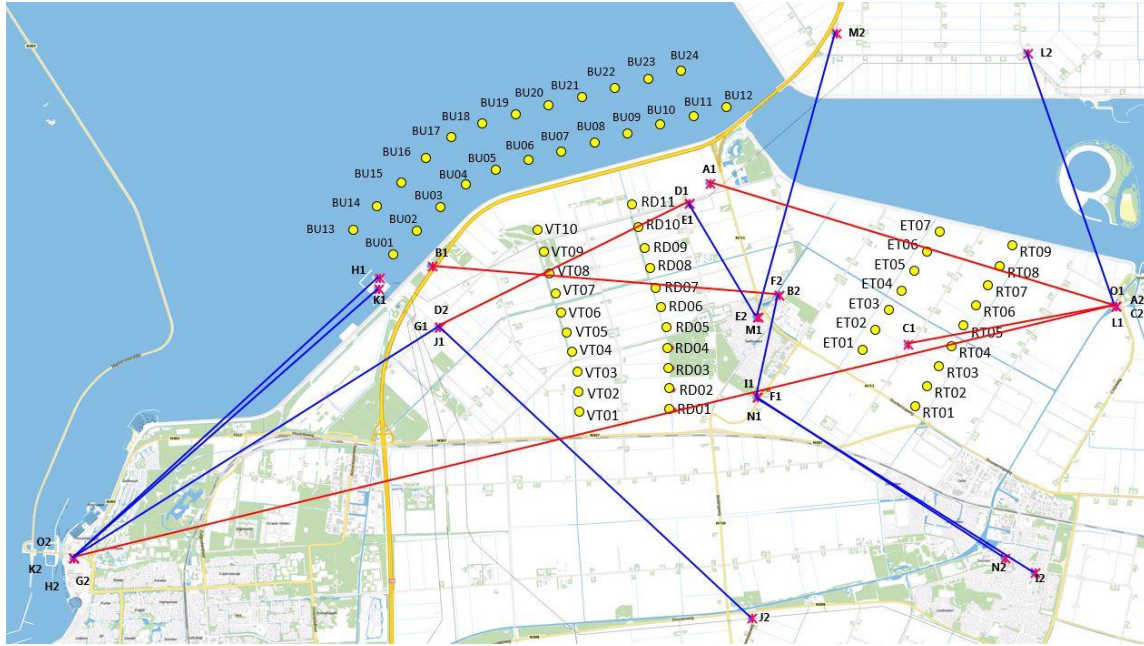 M2
L2
BU24
BU23
BU22
BU21
BU20
BU19
BU18
BU17
BU16
BU15
BU14
BU13
BU12
BU11
BU10
BU09
BU08
BU07
BU06
BU05
BU04
BU03
BU02
BU01
A1
D1
E1
B1
H1
K1
D2
G1
J1
VT10
VT09
VT08
VT07
VT06
VT05
VT04
VT03
VT02
VT01
RD11
RD10
RD09
RD08
RD07
RD06
RD05
RD04
RD03
RD02
RD01
F2
B2
E2
M1
I1
F1
N1
ET07
ET06
ET05
ET04
ET03
ET02
ET01
C1
RT09
RT08
RT07
RT06
RT05
RT04
RT03
RT02
RT01
O1
A2
L1
C2
O2
K2
H2
G2
N2
I2
J2